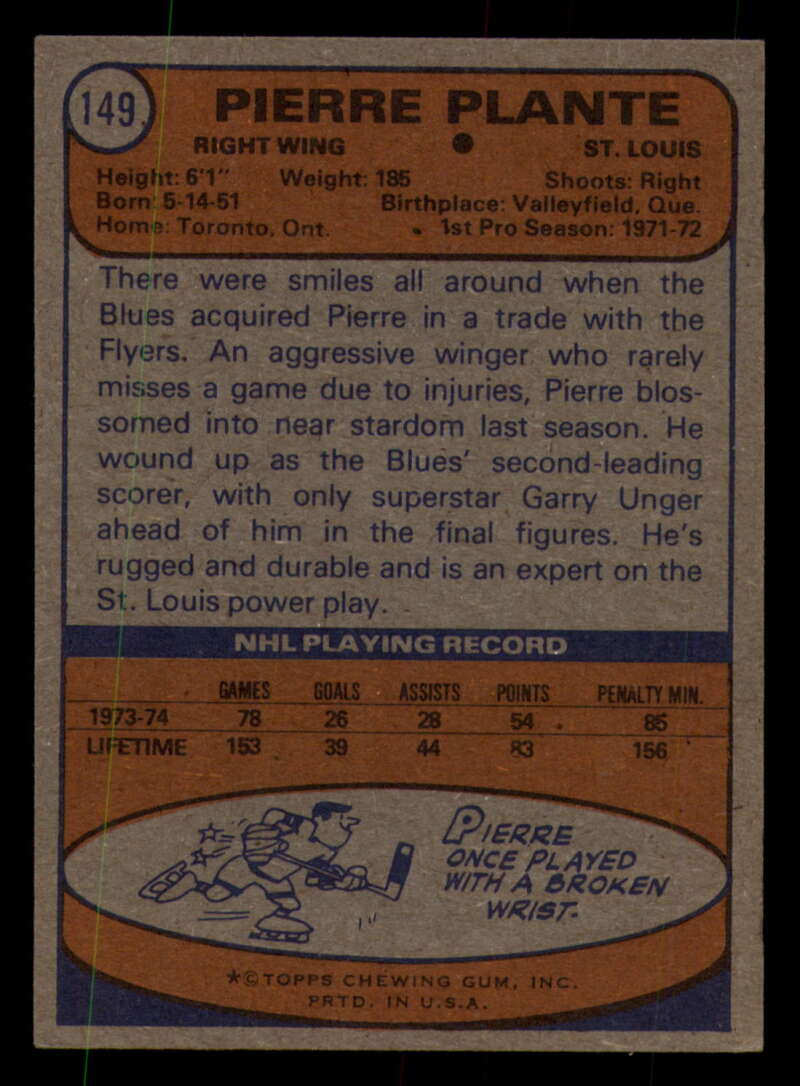 149
PIERRE PLANTE
RIGHT WING • ST. LOUIS
Height: 6'1" Weight: 185 Shoots: Right
Born: 5-14-51 Birthplace: Valleyfield, Que.
Home: Toronto, Ont. • 1st Pro Season: 1971-72
There were smiles all around when the
Blues acquired Pierre in a trade with the
Flyers. An aggressive winger who rarely
misses a game due to injuries, Pierre blos-
somed into near stardom last season. He
wound up as the Blues' second-leading
scorer, with only superstar Garry Unger
ahead of him in the final figures. He's
rugged and durable and is an expert on the
St. Louis power play.
NHL PLAYING RECORD
GAMES GOALS ASSISTS POINTS PENALTY MIN.
1973-74 78 26 28 54 85
LIFETIME 153 39 44 83 156
PIERRE
ONCE PLAYED
WITH A BROKEN
WRIST.
★©TOPPS CHEWING GUM, INC.
PRTD. IN U.S.A.